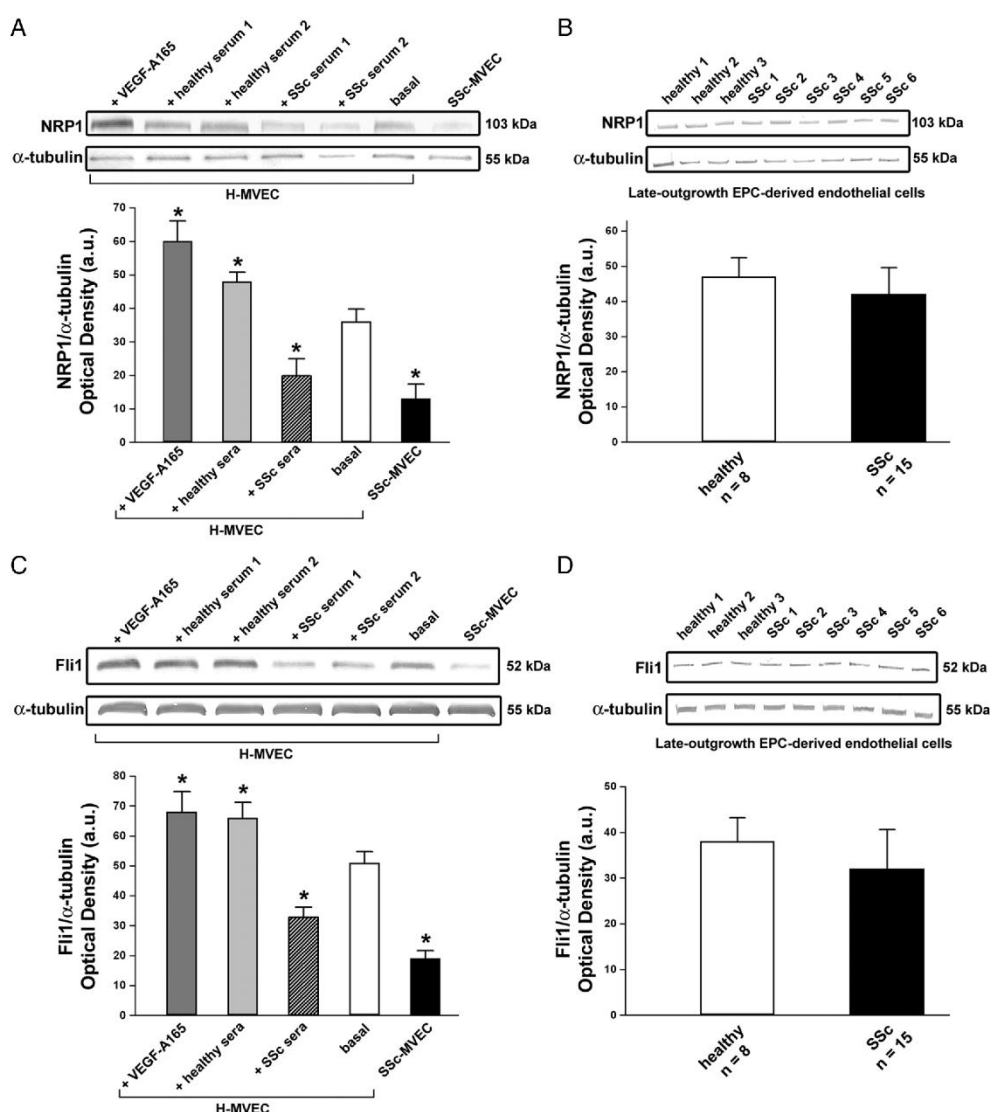 A
+ VEGF-A165
+ healthy serum 1
+ healthy serum 2
+ SSc serum 1
+ SSc serum 2
basal
SSc-MVEC
NRP1
103 kDa
α-tubulin
55 kDa
H-MVEC
NRP1/α-tubulin
Optical Density (a.u.)
70
60
50
40
30
20
10
0
*
*
*
*
+ VEGF-A165
+ healthy sera
+ SSc sera
basal
SSc-MVEC
H-MVEC
B
healthy 1
healthy 2
healthy 3
SSc 1
SSc 2
SSc 3
SSc 4
SSc 5
SSc 6
NRP1
103 kDa
α-tubulin
55 kDa
Late-outgrowth EPC-derived endothelial cells
NRP1/α-tubulin
Optical Density (a.u.)
60
50
40
30
20
10
0
healthy
n = 8
SSc
n = 15
C
+ VEGF-A165
+ healthy serum 1
+ healthy serum 2
+ SSc serum 1
+ SSc serum 2
basal
SSc-MVEC
Fli1
52 kDa
α-tubulin
55 kDa
H-MVEC
Fli1/α-tubulin
Optical Density (a.u.)
80
70
60
50
40
30
20
10
0
*
*
*
*
+ VEGF-A165
+ healthy sera
+ SSc sera
basal
SSc-MVEC
H-MVEC
D
healthy 1
healthy 2
healthy 3
SSc 1
SSc 2
SSc 3
SSc 4
SSc 5
SSc 6
Fli1
52 kDa
α-tubulin
55 kDa
Late-outgrowth EPC-derived endothelial cells
Fli1/α-tubulin
Optical Density (a.u.)
50
40
30
20
10
0
healthy
n = 8
SSc
n = 15